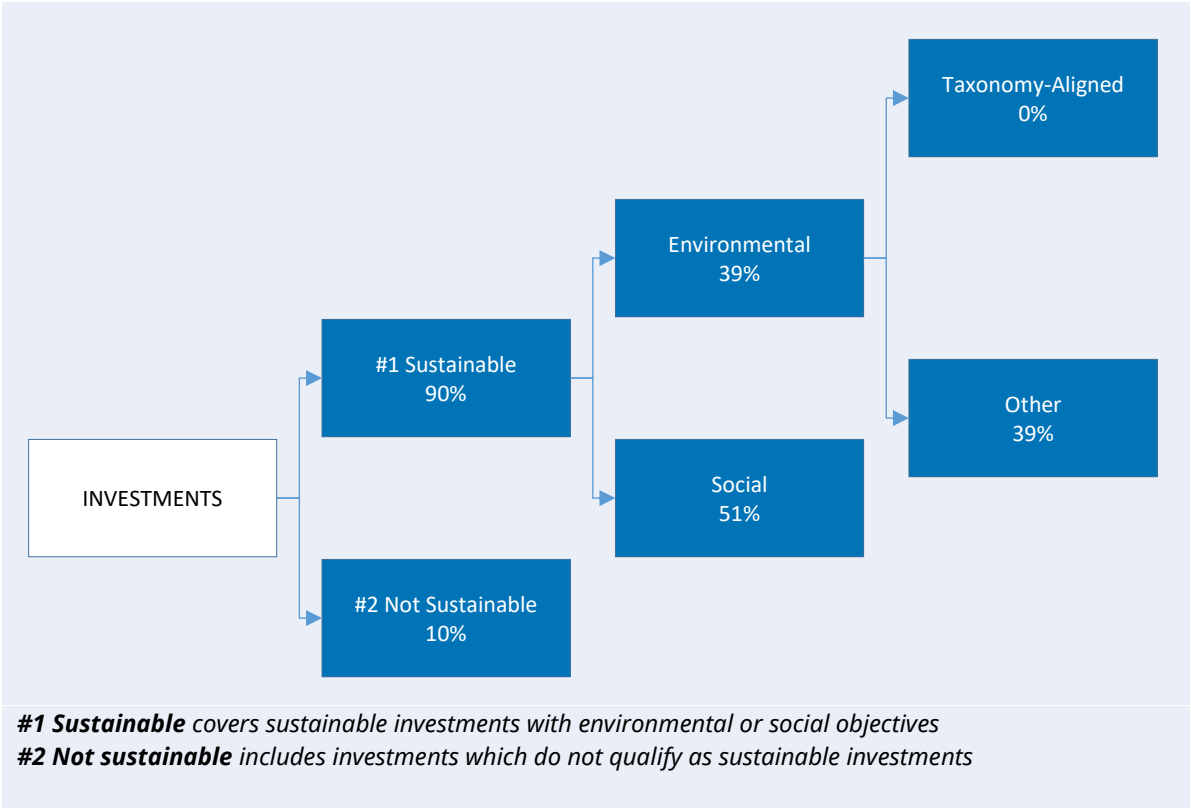 Taxonomy-Aligned
0%
Environmental
39%
#1 Sustainable
90%
Other
39%
INVESTMENTS
Social
51%
#2 Not Sustainable
10%
#1 Sustainable covers sustainable investments with environmental or social objectives
#2 Not sustainable includes investments which do not qualify as sustainable investments